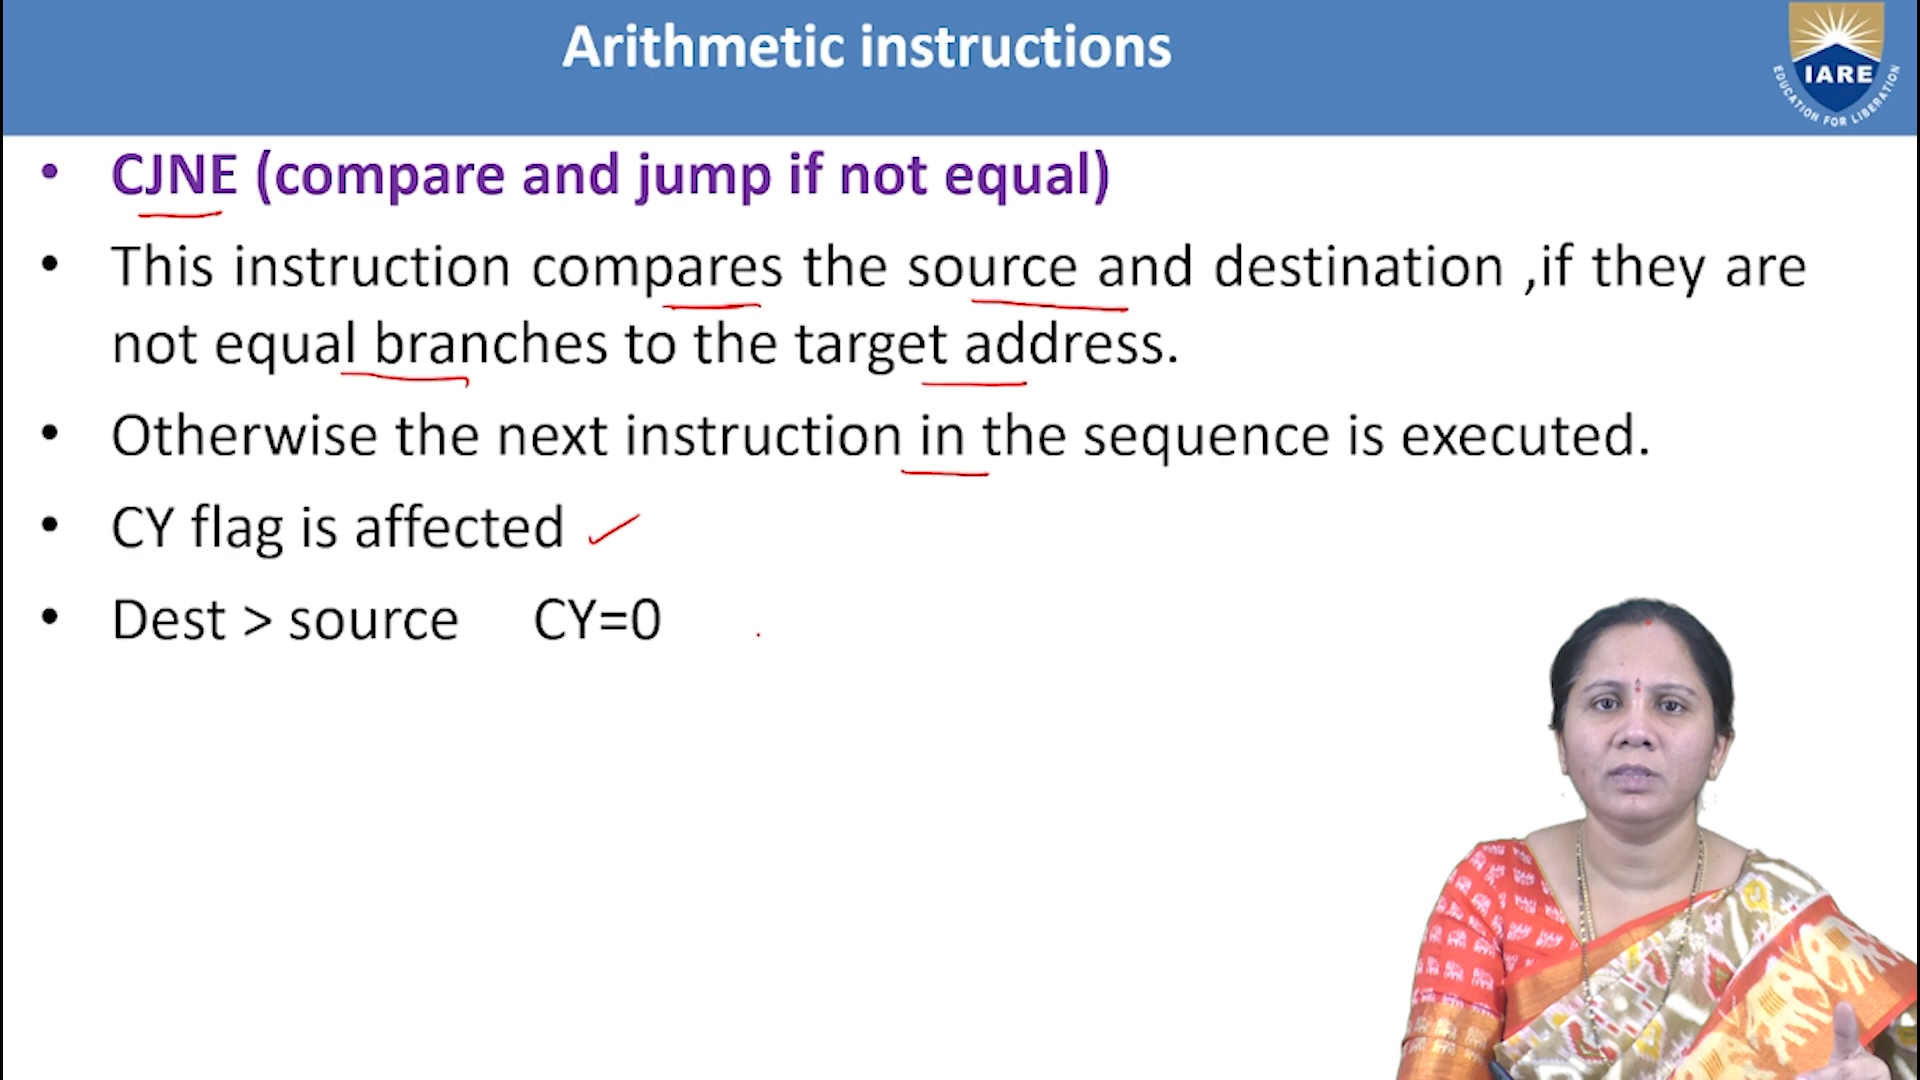 Arithmetic instructions
IARE
EDUCATION FOR LIBERATION
• CJNE (compare and jump if not equal)
• This instruction compares the source and destination ,if they are
not equal branches to the target address.
• Otherwise the next instruction in the sequence is executed.
• CY flag is affected
• Dest > source CY=0